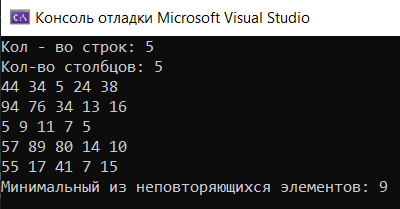 Консоль отладки Microsoft Visual Studio
Кол - во строк: 5
Кол-во столбцов: 5
44 34 5 24 38
94 76 34 13 16
5 9 11 7 5
57 89 80 14 10
55 17 41 7 15
Минимальный из неповторяющихся элементов: 9